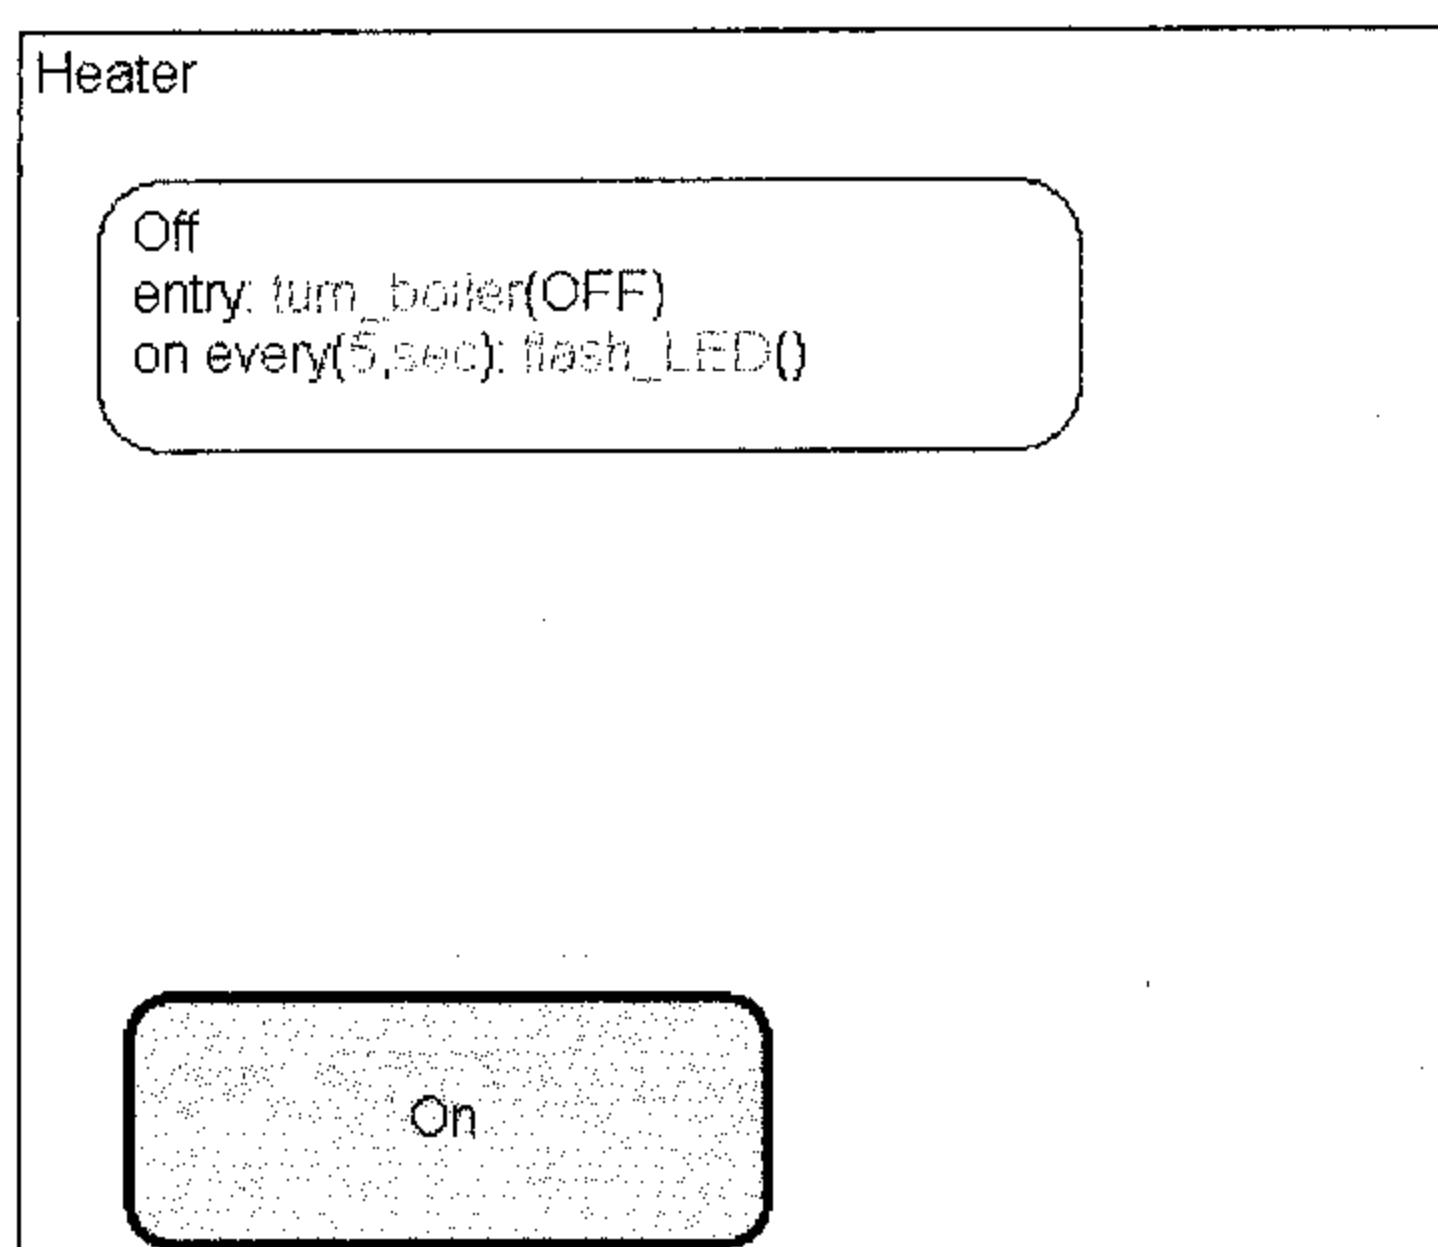 Heater
Off
entry: turn_boiler(OFF)
on every(5,sec): flash_LED()
On